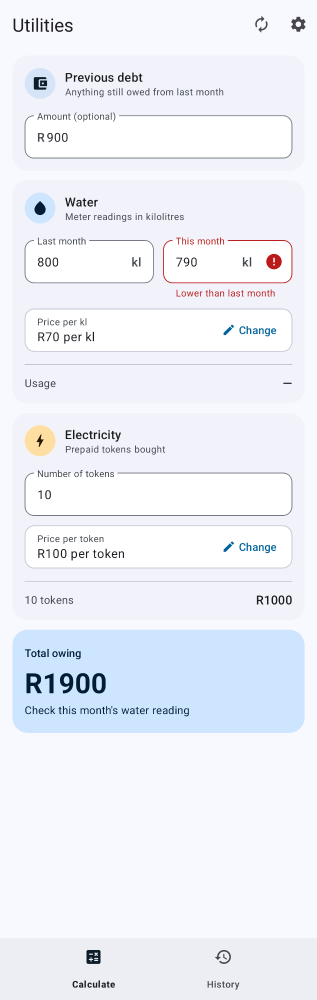 Utilities
Previous debt
Anything still owed from last month
Amount (optional)
R 900
Water
Meter readings in kilolitres
Last month
800 kl
This month
790 kl
Lower than last month
Price per kl
R70 per kl
Change
Usage
–
Electricity
Prepaid tokens bought
Number of tokens
10
Price per token
R100 per token
Change
10 tokens
R1000
Total owing
R1900
Check this month's water reading
Calculate
History